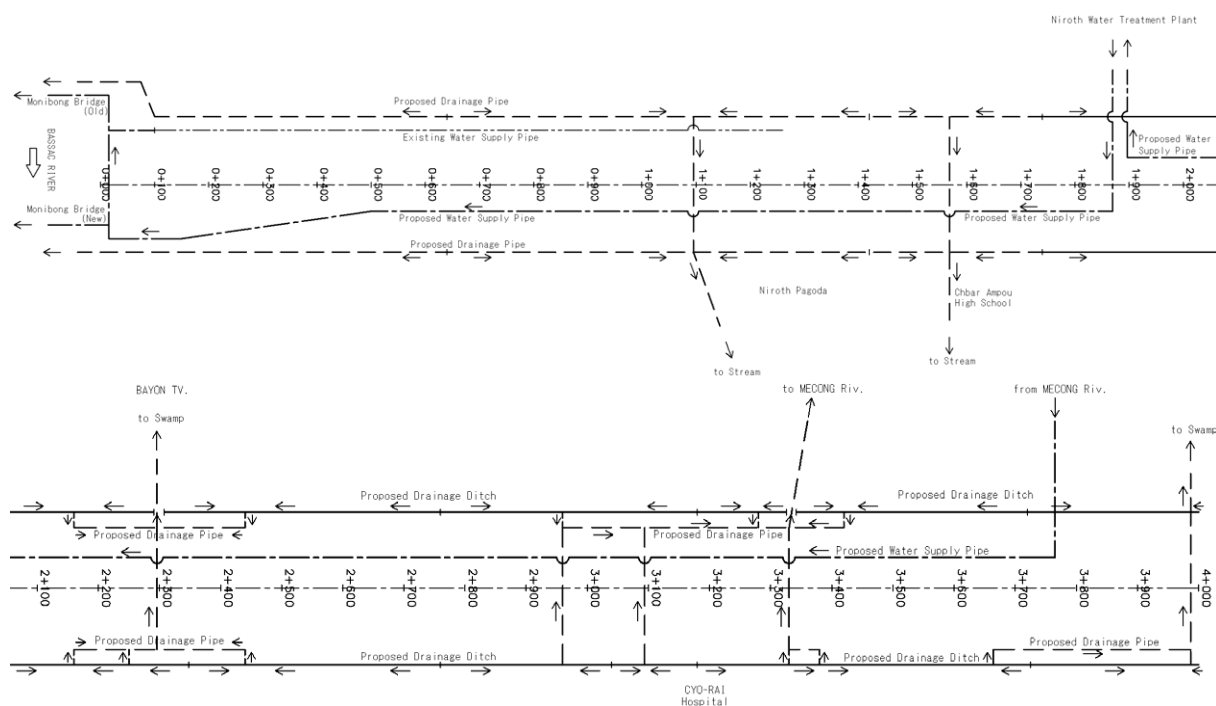 Niroth Water Treatment Plant
Monibong Bridge
(Old)
Proposed Drainage Pipe
Existing Water Supply Pipe
Proposed Water
Supply Pipe
BASSAC RIVER
0+000
0+100
0+200
0+300
0+400
0+500
0+600
0+700
0+800
0+900
1+000
1+100
1+200
1+300
1+400
1+500
1+600
1+700
1+800
1+900
2+000
Monibong Bridge
(New)
Proposed Water Supply Pipe
Proposed Water Supply Pipe
Proposed Drainage Pipe
Niroth Pagoda
Chbar Ampou
High School
to Stream
to Stream
BAYON TV.
to Swamp
to MECONG Riv.
from MECONG Riv.
to Swamp
Proposed Drainage Ditch
Proposed Drainage Ditch
Proposed Drainage Pipe
Proposed Drainage Pipe
Proposed Water Supply Pipe
2+100
2+200
2+300
2+400
2+500
2+600
2+700
2+800
2+900
3+000
3+100
3+200
3+300
3+400
3+500
3+600
3+700
3+800
3+900
4+000
Proposed Drainage Pipe
Proposed Drainage Pipe
Proposed Drainage Ditch
Proposed Drainage Ditch
CYO-RAI
Hospital